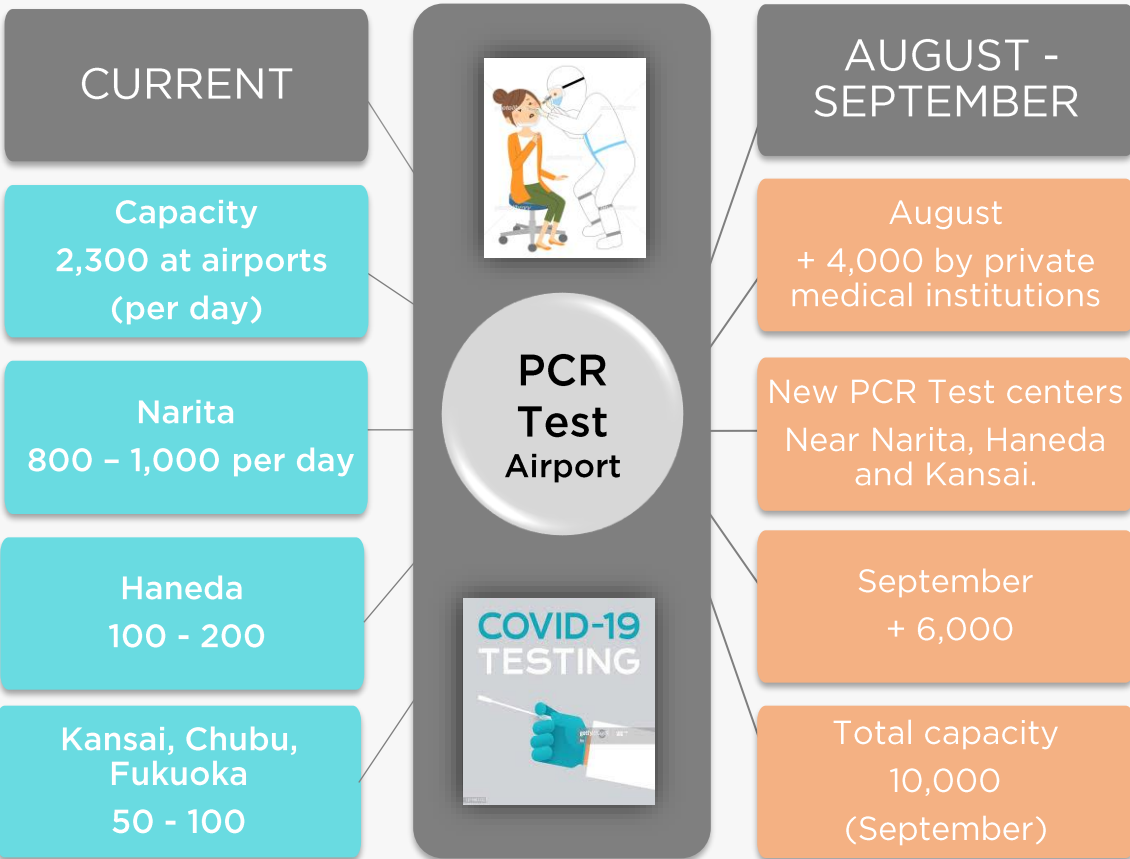 CURRENT
Capacity
2,300 at airports
(per day)
Narita
800 – 1,000 per day
Haneda
100 - 200
Kansai, Chubu,
Fukuoka
50 - 100
PCR
Test
Airport
COVID-19
TESTING
AUGUST -
SEPTEMBER
August
+ 4,000 by private
medical institutions
New PCR Test centers
Near Narita, Haneda
and Kansai.
September
+ 6,000
Total capacity
10,000
(September)